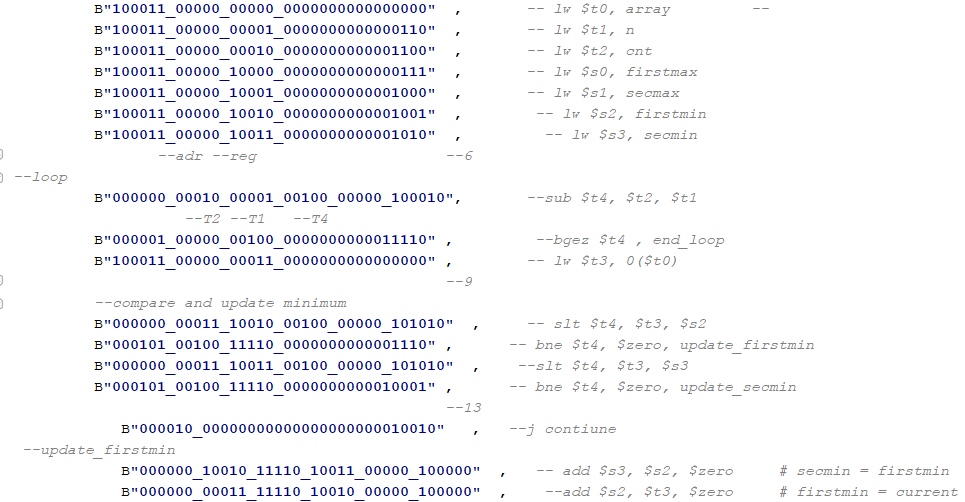 B"100011_00000_00000_0000000000000000" , -- lw $t0, array --
B"100011_00000_00001_0000000000000110" , -- lw $t1, n
B"100011_00000_00010_0000000000001100" , -- lw $t2, cnt
B"100011_00000_10000_0000000000000111" , -- lw $s0, firstmax
B"100011_00000_10001_0000000000001000" , -- lw $s1, secmax
B"100011_00000_10010_0000000000001001" , -- lw $s2, firstmin
B"100011_00000_10011_0000000000001010" , -- lw $s3, secmin
--adr --reg --6
--loop
B"000000_00010_00001_00100_00000_100010", --sub $t4, $t2, $t1
--T2 --T1 --T4
B"000001_00000_00100_0000000000011110" , --bgez $t4 , end_loop
B"100011_00000_00011_0000000000000000" , -- lw $t3, 0($t0)
--9
--compare and update minimum
B"000000_00011_10010_00100_00000_101010" , -- slt $t4, $t3, $s2
B"000101_00100_11110_0000000000001110" , -- bne $t4, $zero, update_firstmin
B"000000_00011_10011_00100_00000_101010" , --slt $t4, $t3, $s3
B"000101_00100_11110_0000000000010001" , -- bne $t4, $zero, update_secmin
--13
B"000010_00000000000000000000010010" , --j contiune
--update_firstmin
B"000000_10010_11110_10011_00000_100000" , -- add $s3, $s2, $zero # secmin = firstmin
B"000000_00011_11110_10010_00000_100000" , --add $s2, $t3, $zero # firstmin = current